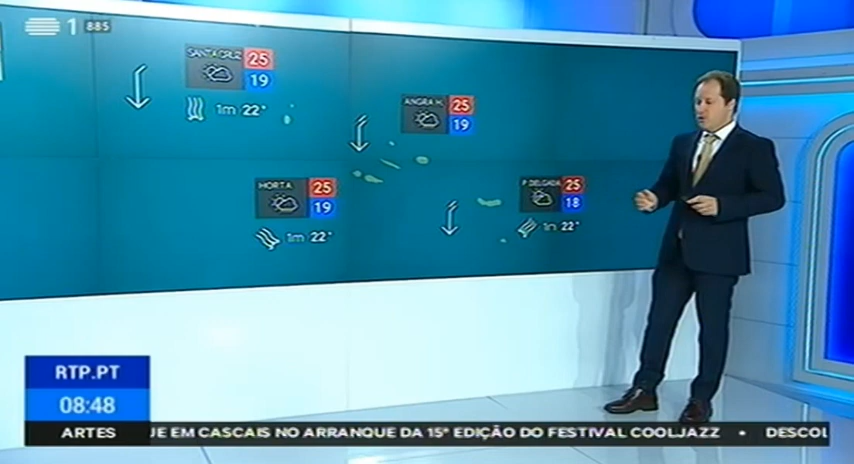 1 885
SANTA CRUZ 25
19
1m 22°
ANGRA H. 25
19
HORTA 25
19
1m 22°
P. DELGADA 25
18
1m 22°
RTP.PT
08:48
ARTES JE EM CASCAIS NO ARRANQUE DA 15ª EDIÇÃO DO FESTIVAL COOLJAZZ • DESCOL